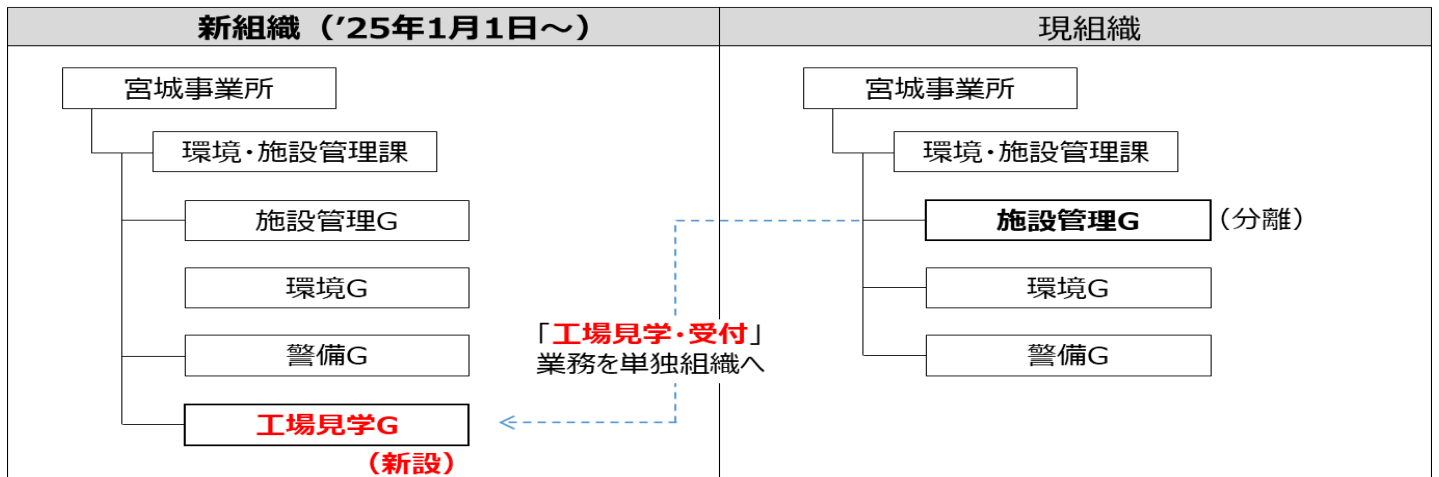 新組織（’25年1月1日～）
現組織
宮城事業所
環境･施設管理課
施設管理G
環境G
警備G
工場見学G
（新設）
「工場見学･受付」
業務を単独組織へ
宮城事業所
環境･施設管理課
施設管理G
（分離）
環境G
警備G